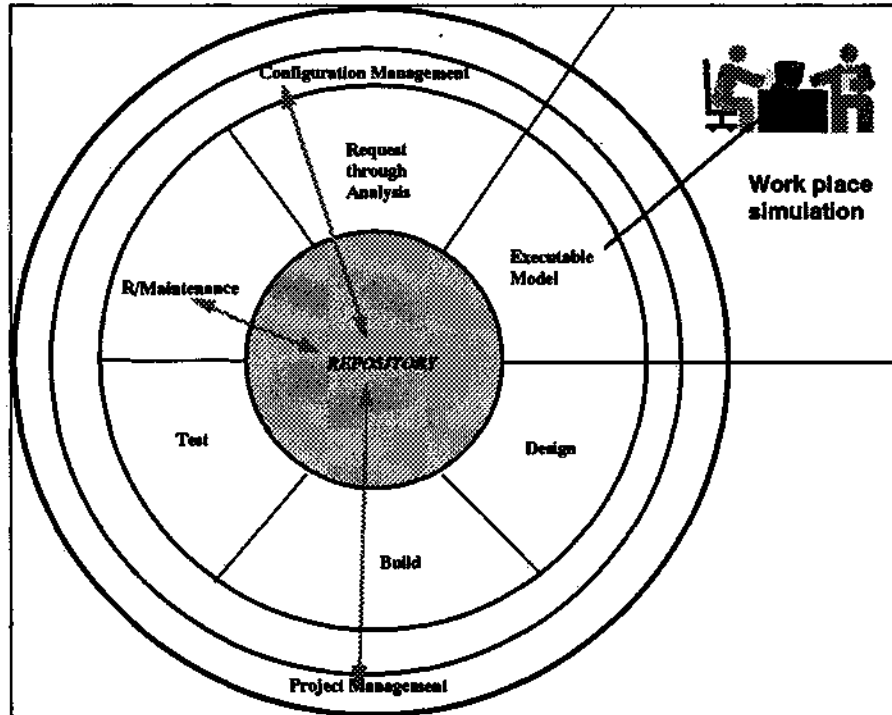 Configuration Management
Request
through
Analysis
Work place
simulation
Executable
Model
R/Maintenance
REPOSITORY
Test
Design
Build
Project Management